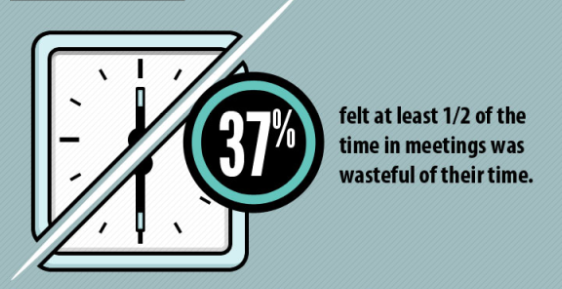 37%
felt at least 1/2 of the
time in meetings was
wasteful of their time.